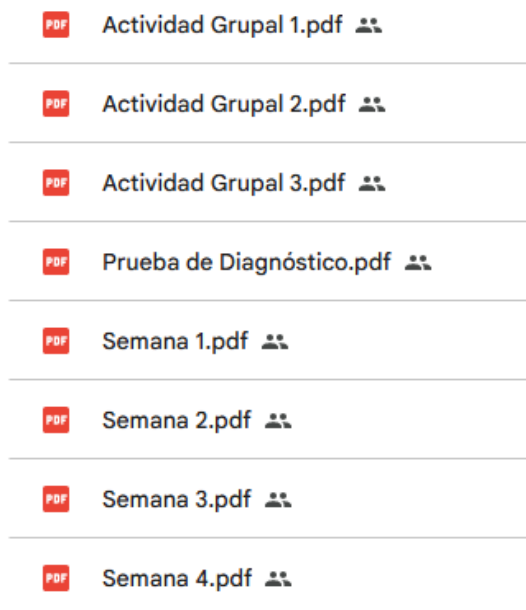 PDF Actividad Grupal 1.pdf
PDF Actividad Grupal 2.pdf
PDF Actividad Grupal 3.pdf
PDF Prueba de Diagnóstico.pdf
PDF Semana 1.pdf
PDF Semana 2.pdf
PDF Semana 3.pdf
PDF Semana 4.pdf